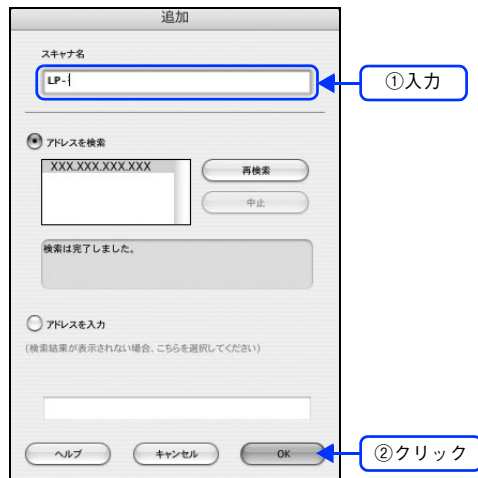 追加
スキャナ名
LP-
①入力
アドレスを検索
XXX.XXX.XXX.XXX
再検索
中止
検索は完了しました。
アドレスを入力
(検索結果が表示されない場合、こちらを選択してください)
ヘルプ
キャンセル
OK
②クリック